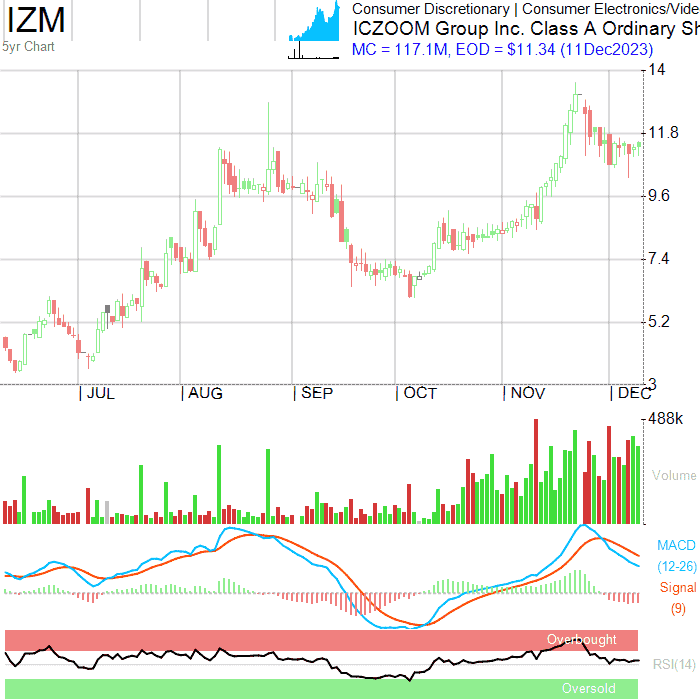 IZM
Consumer Discretionary | Consumer Electronics/Vide
ICZOOM Group Inc. Class A Ordinary Sh
5yr Chart
MC = 117.1M, EOD = $11.34 (11Dec2023)
14
11.8
9.6
7.4
5.2
3
| JUL | AUG | SEP | OCT | NOV | DEC
488k
Volume
MACD
(12-26)
Signal
(9)
Overbought
RSI(14)
Oversold